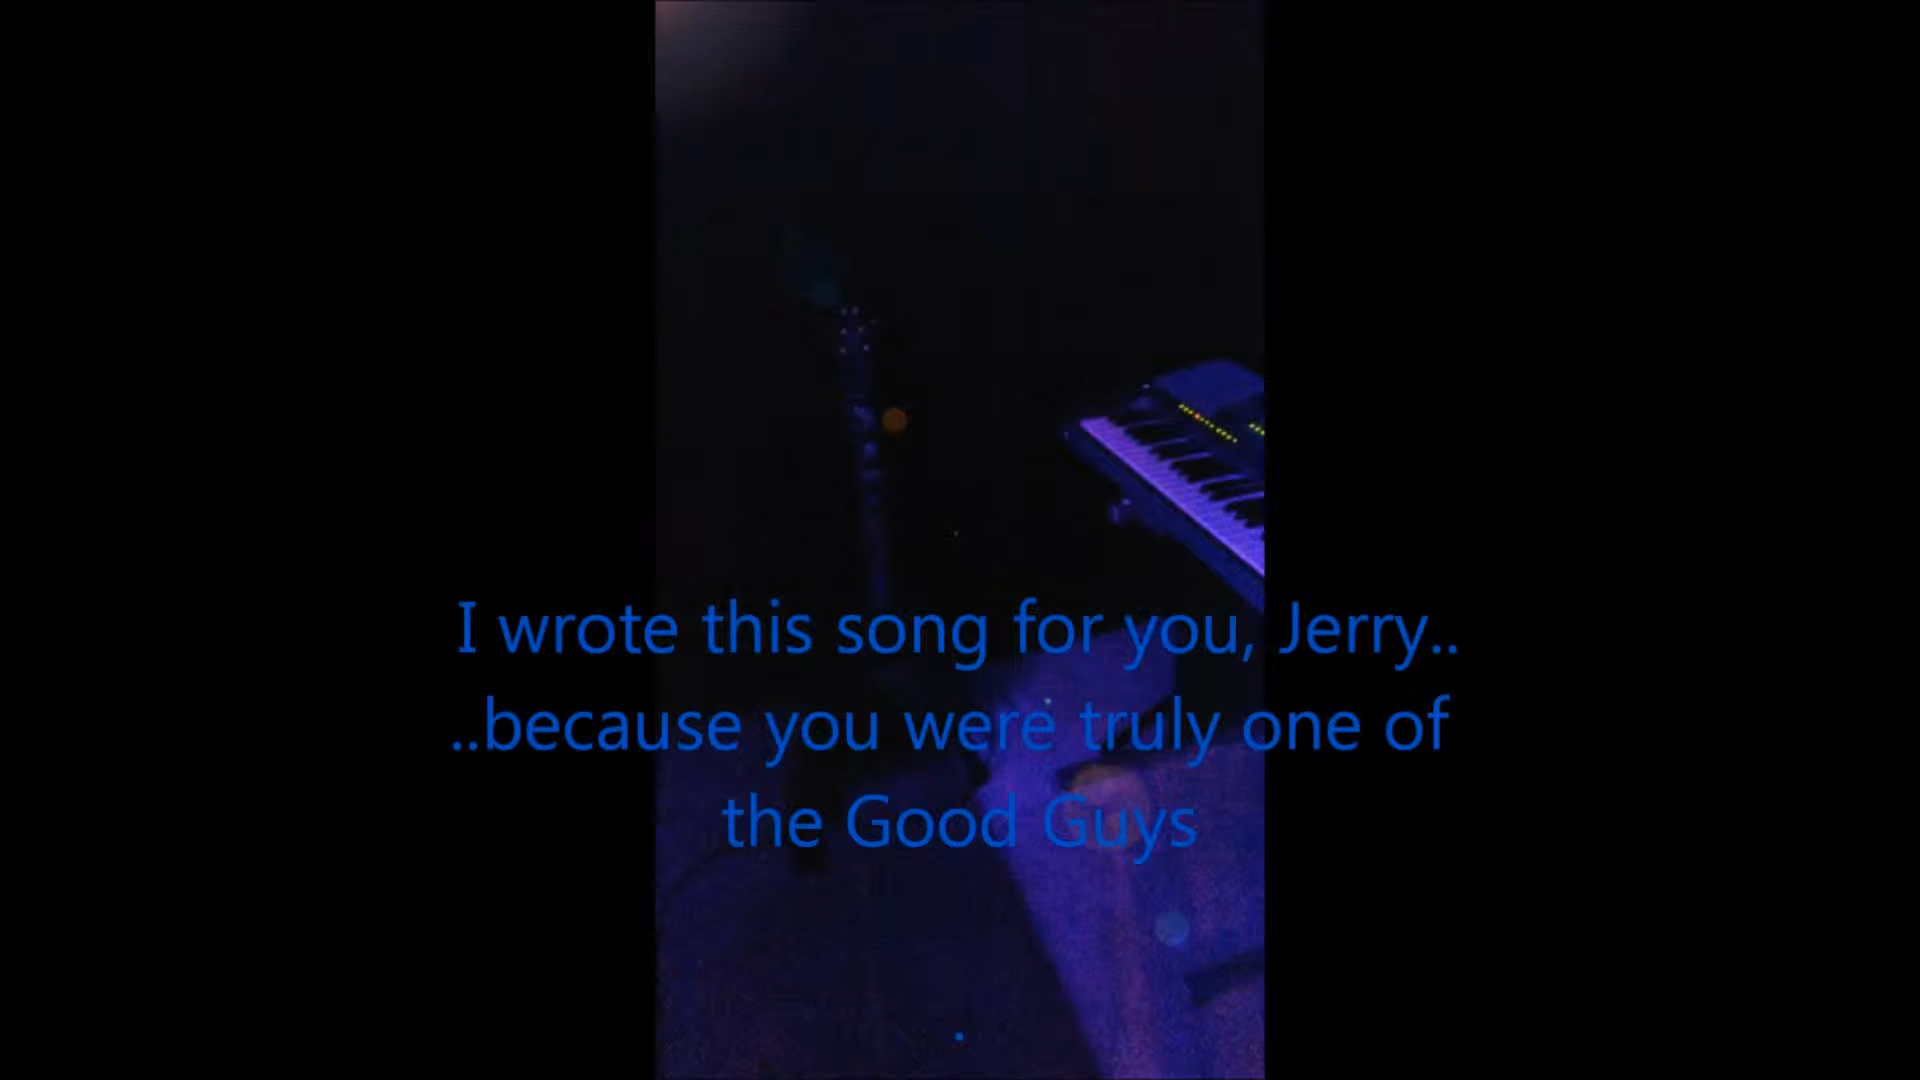 I wrote this song for you, Jerry..
..because you were truly one of
the Good Guys
.